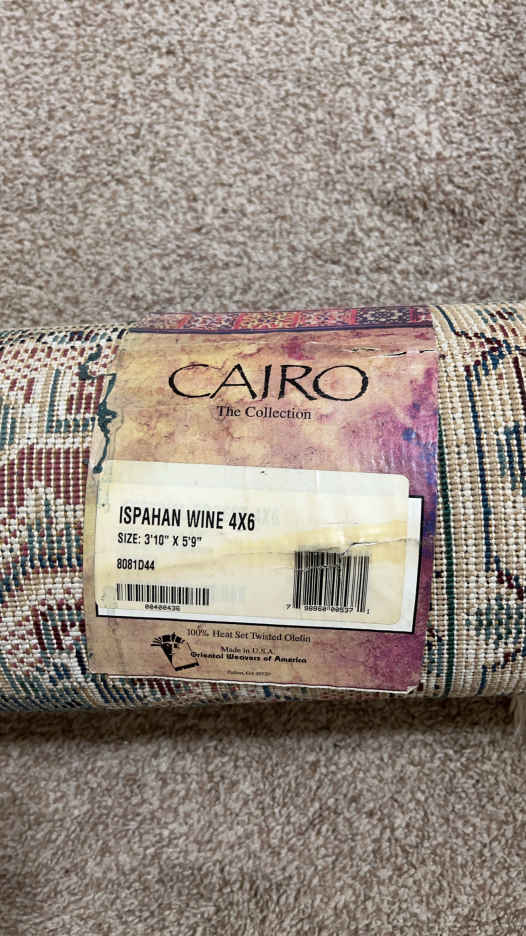 CAIRO
The Collection
ISPAHAN WINE 4X6
SIZE: 3'10" X 5'9"
8081D44
00400436
100% Heat Set Twisted Olefin
Made in U.S.A.
Oriental Weavers of America